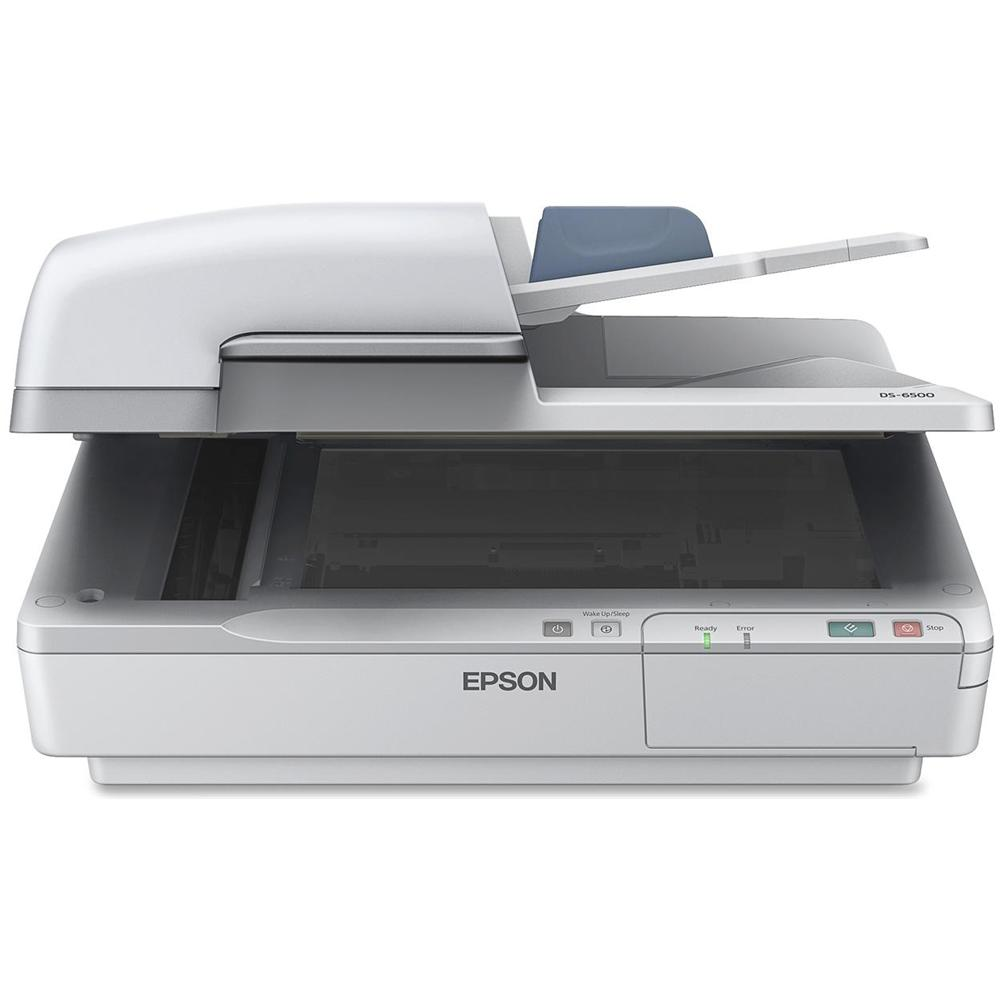 DS-6500
Wake Up/Sleep
Ready Error
Stop
EPSON